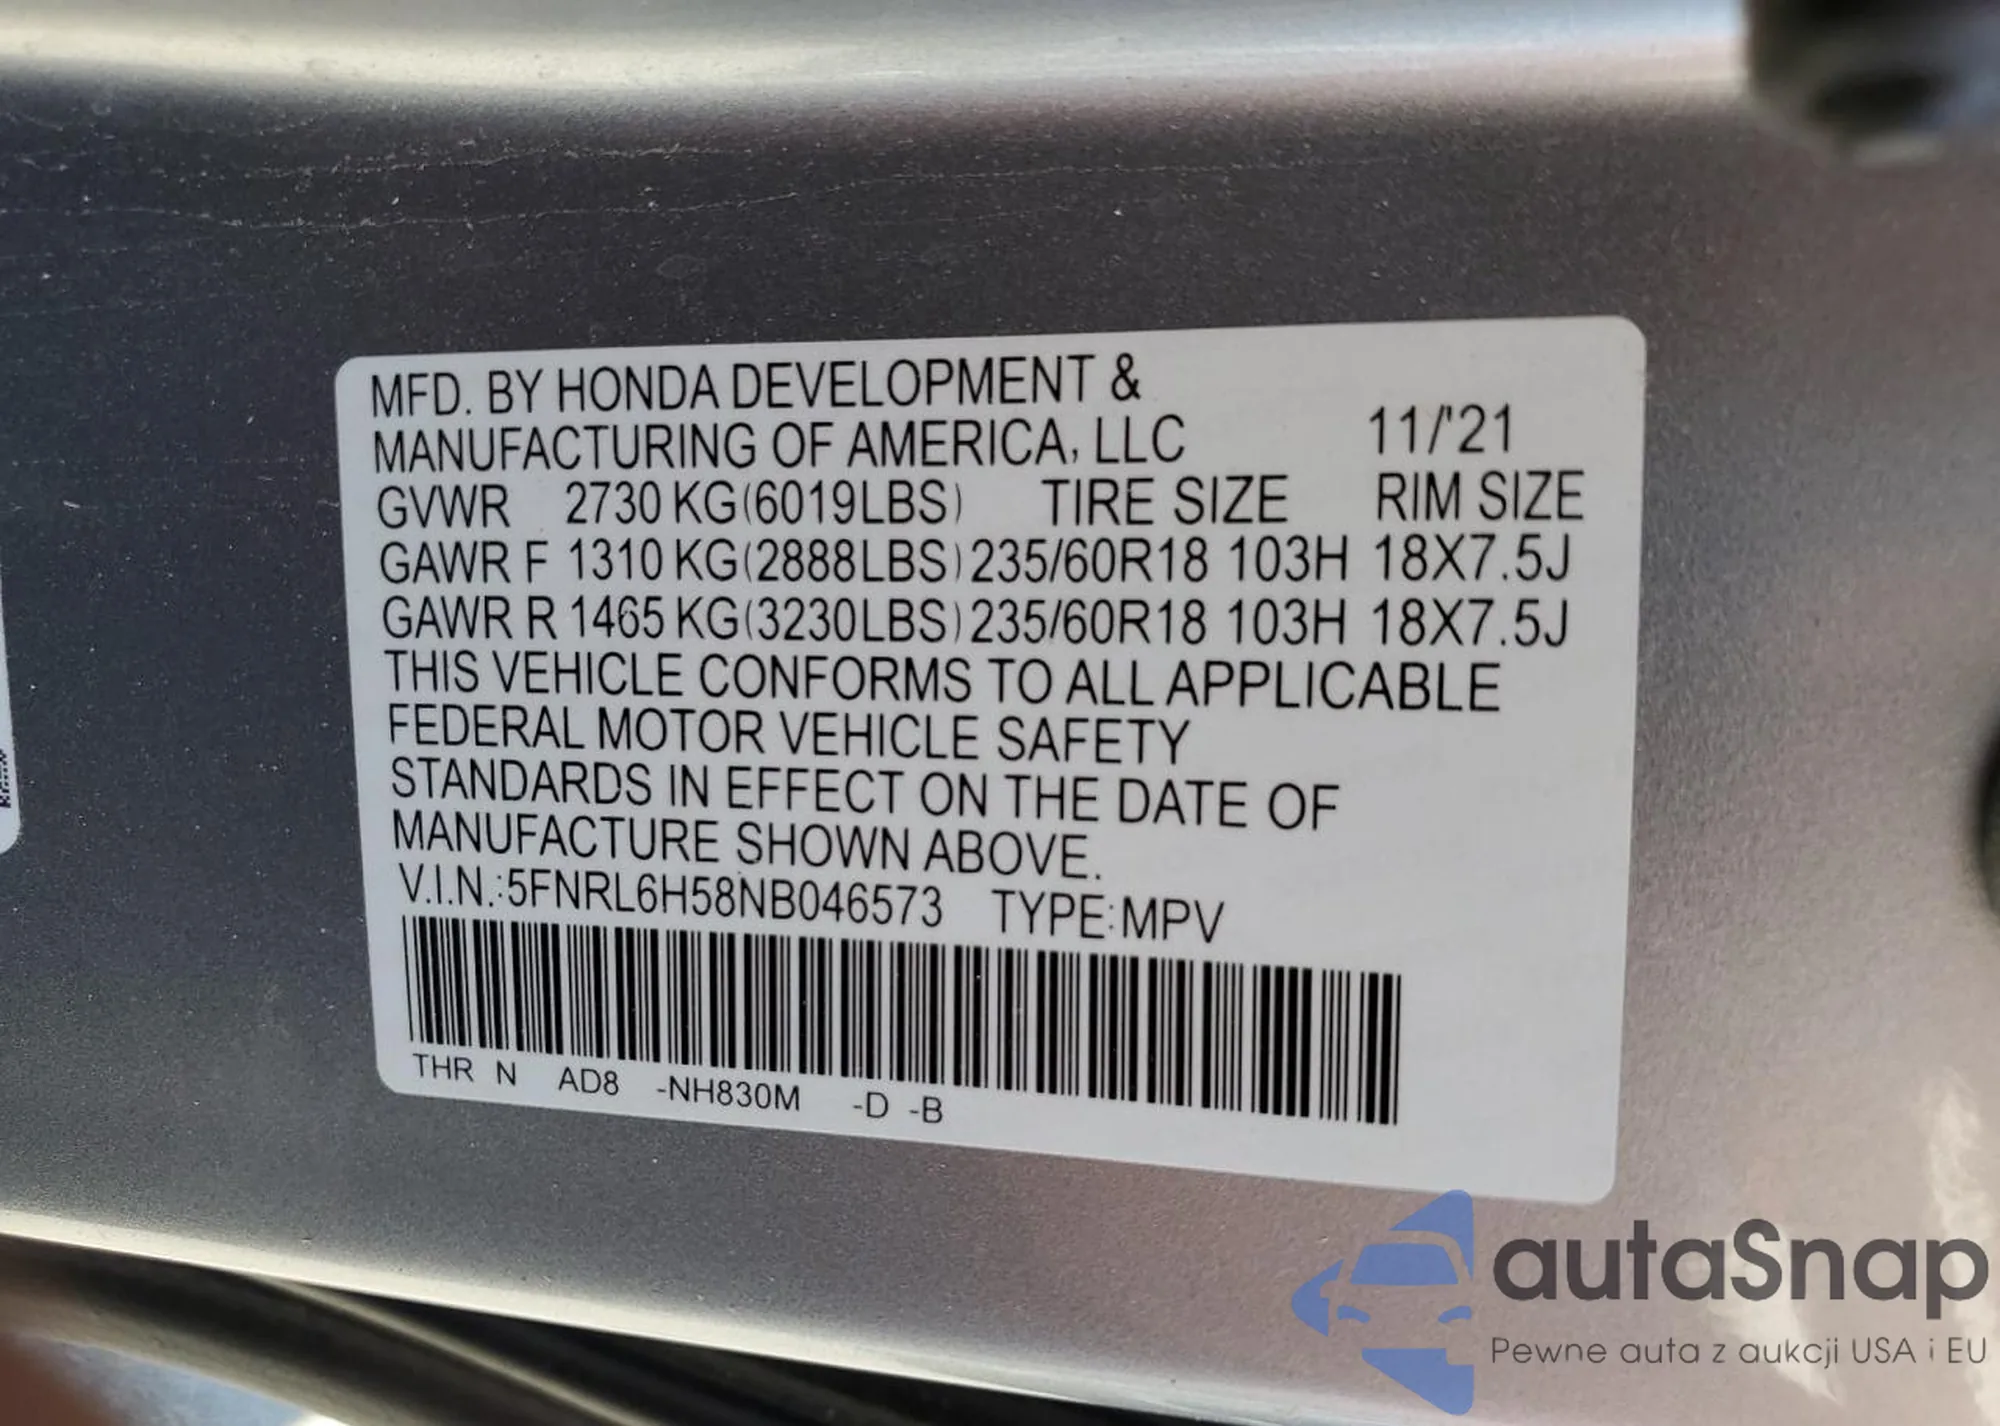 MFD. BY HONDA DEVELOPMENT &
MANUFACTURING OF AMERICA, LLC 11/'21
GVWR 2730 KG(6019LBS) TIRE SIZE RIM SIZE
GAWR F 1310 KG(2888LBS) 235/60R18 103H 18X7.5J
GAWR R 1465 KG(3230LBS) 235/60R18 103H 18X7.5J
THIS VEHICLE CONFORMS TO ALL APPLICABLE
FEDERAL MOTOR VEHICLE SAFETY
STANDARDS IN EFFECT ON THE DATE OF
MANUFACTURE SHOWN ABOVE.
V.I.N.:5FNRL6H58NB046573 TYPE:MPV
THR N AD8 -NH830M -D -B
autaSnap
Pewne auta z aukcji USA i EU